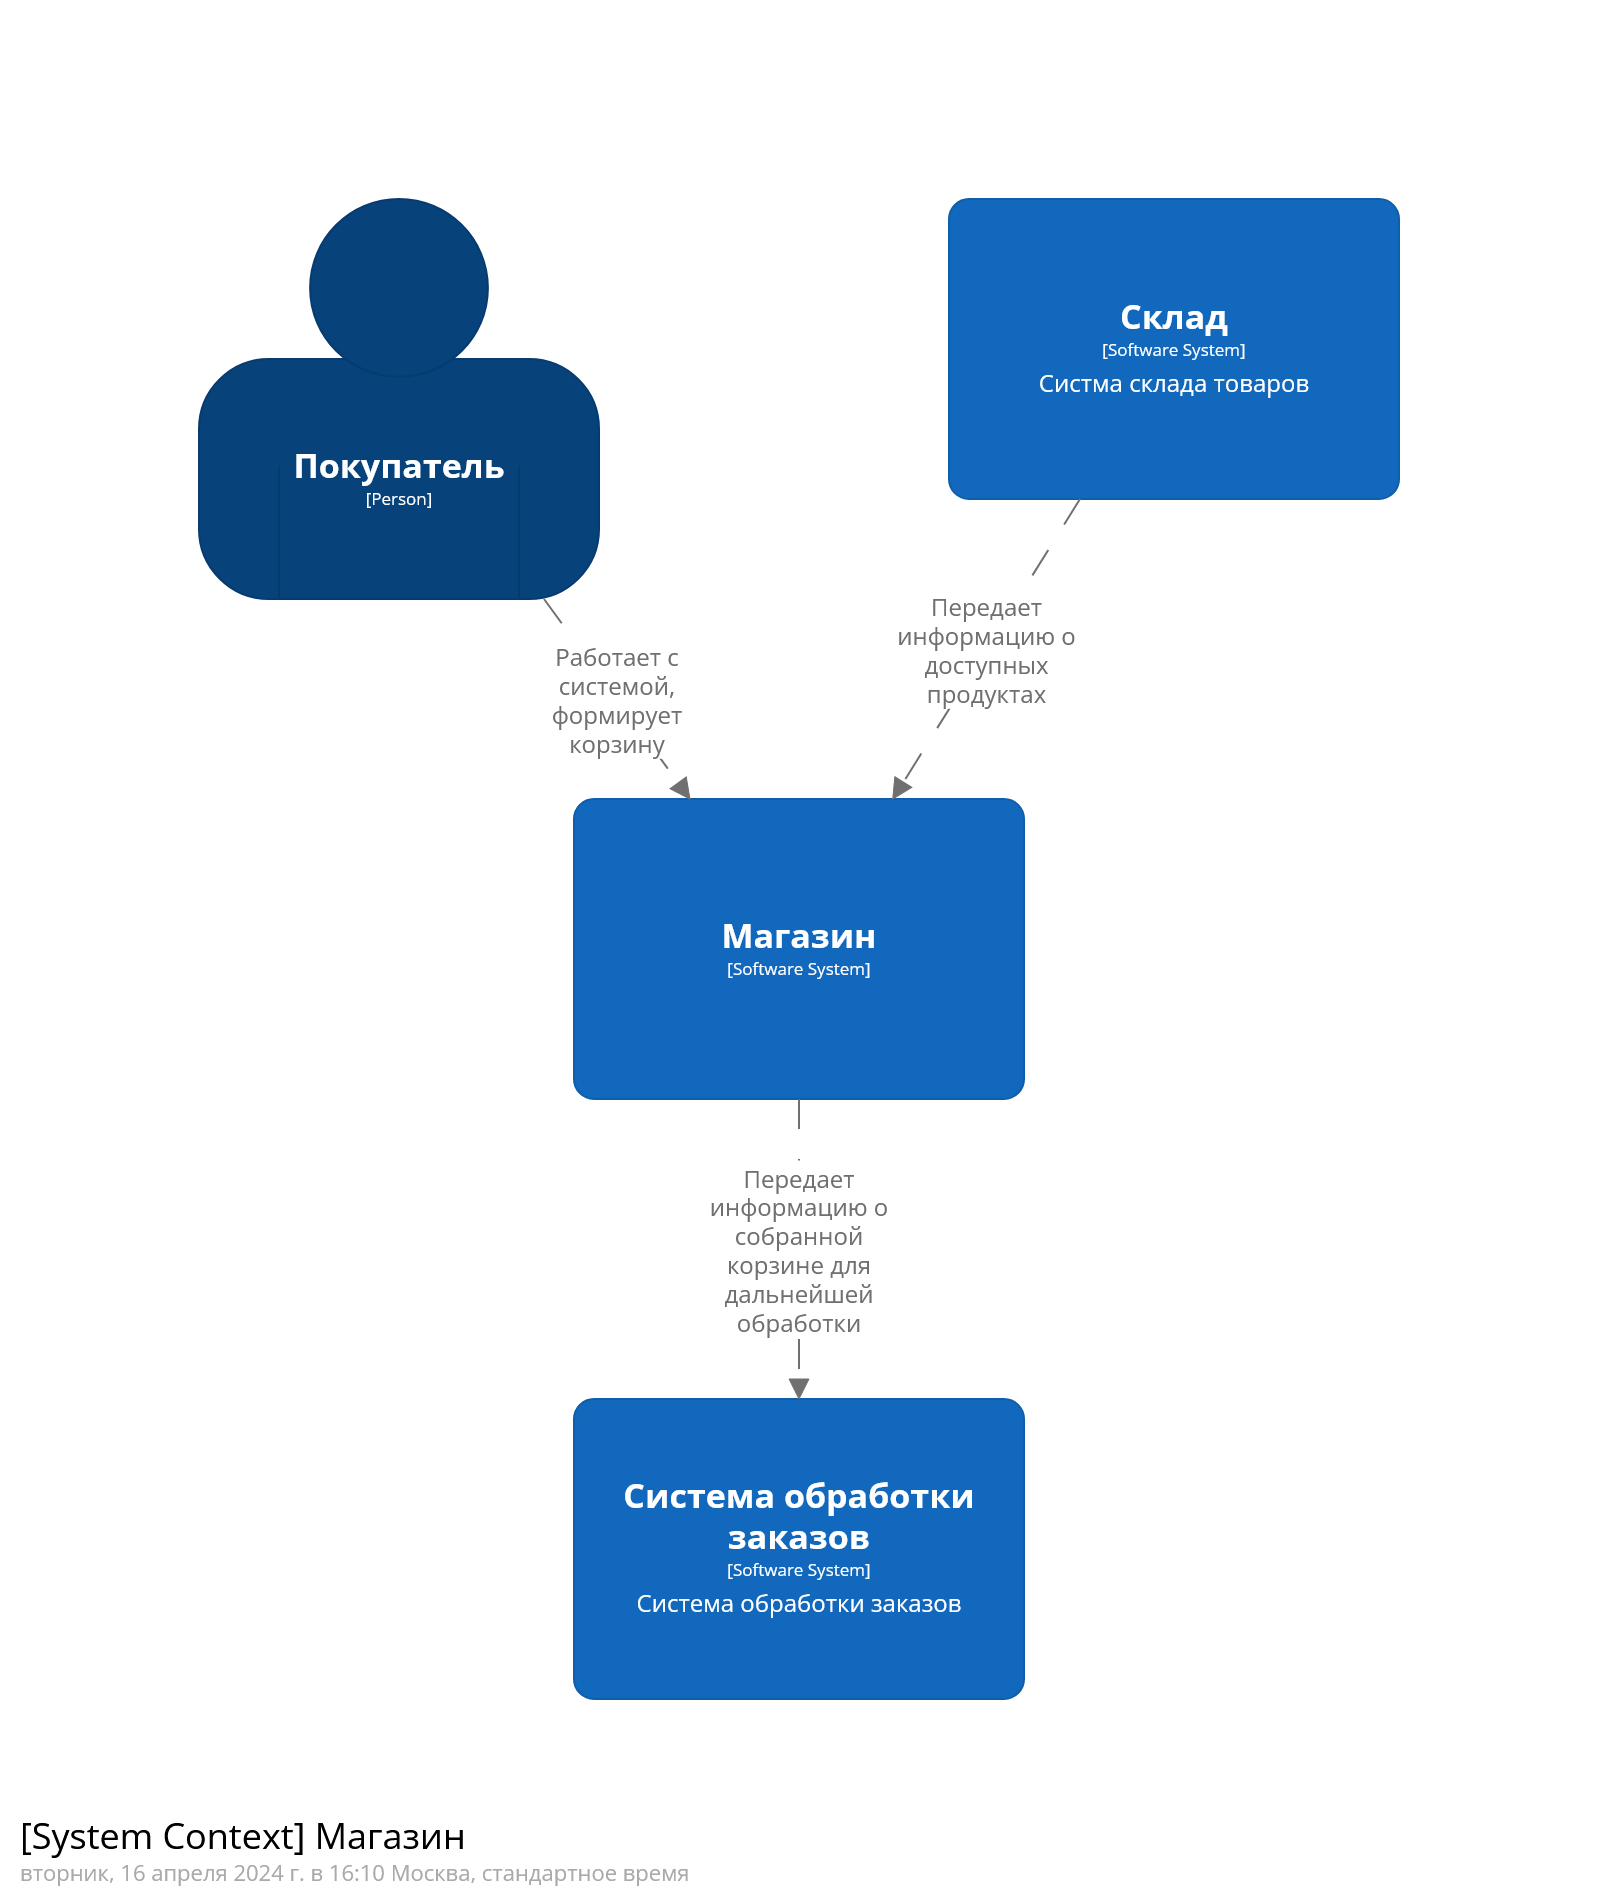 Покупатель
[Person]
Склад
[Software System]
Систма склада товаров
Работает с
системой,
формирует
корзину
Передает
информацию о
доступных
продуктах
Магазин
[Software System]
Передает
информацию о
собранной
корзине для
дальнейшей
обработки
Система обработки
заказов
[Software System]
Система обработки заказов
[System Context] Магазин
вторник, 16 апреля 2024 г. в 16:10 Москва, стандартное время